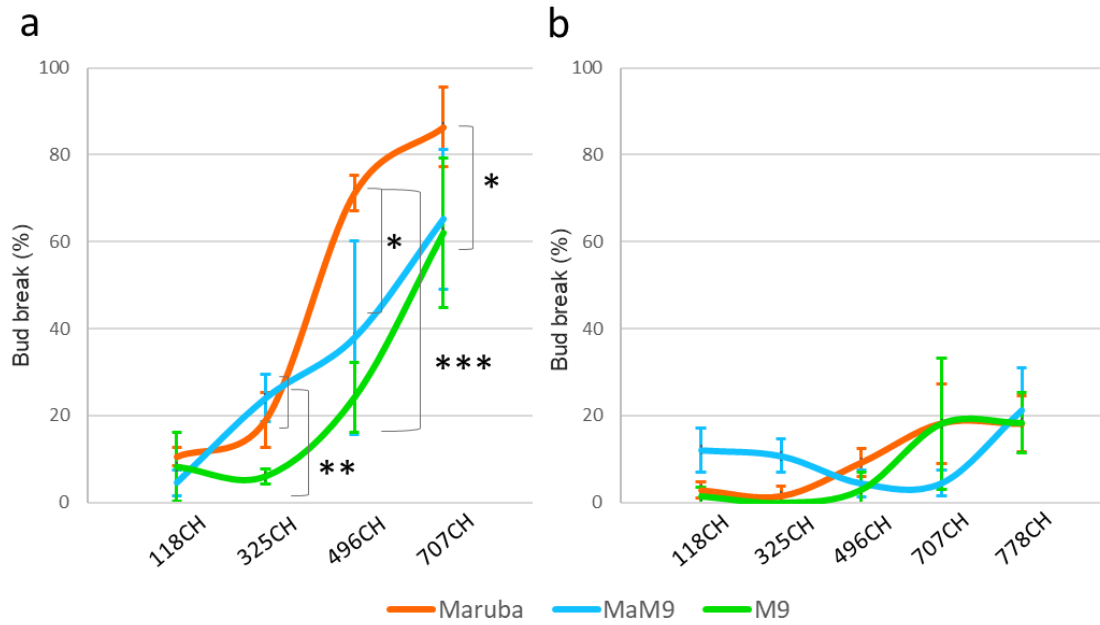 a
b
100
80
60
40
20
0
Bud break (%)
118CH
325CH
496CH
707CH
*
*
**
***
100
80
60
40
20
0
Bud break (%)
118CH
325CH
496CH
707CH
778CH
Maruba MaM9 M9